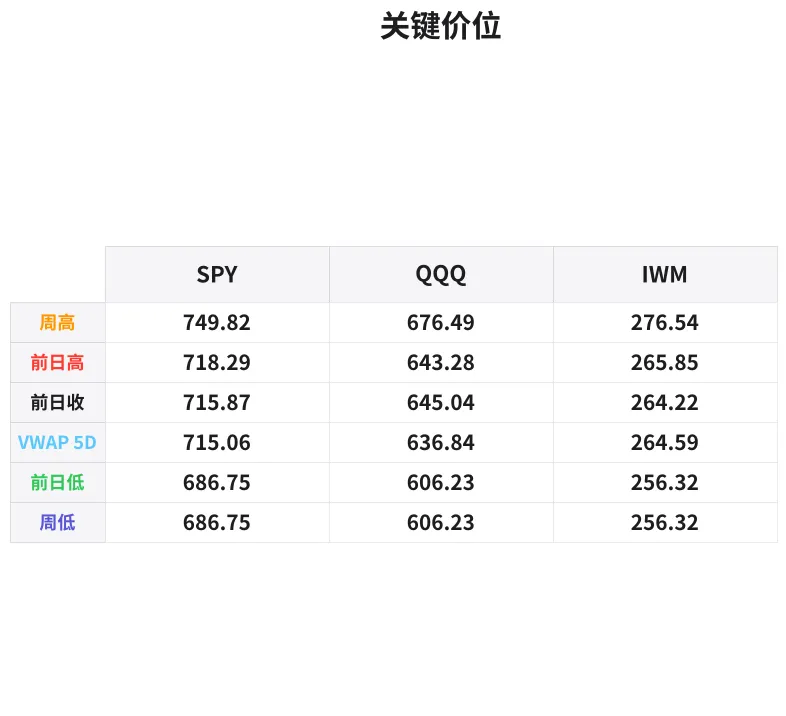 关键价位
SPY QQQ IWM
周高 749.82 676.49 276.54
前日高 718.29 643.28 265.85
前日收 715.87 645.04 264.22
VWAP 5D 715.06 636.84 264.59
前日低 686.75 606.23 256.32
周低 686.75 606.23 256.32